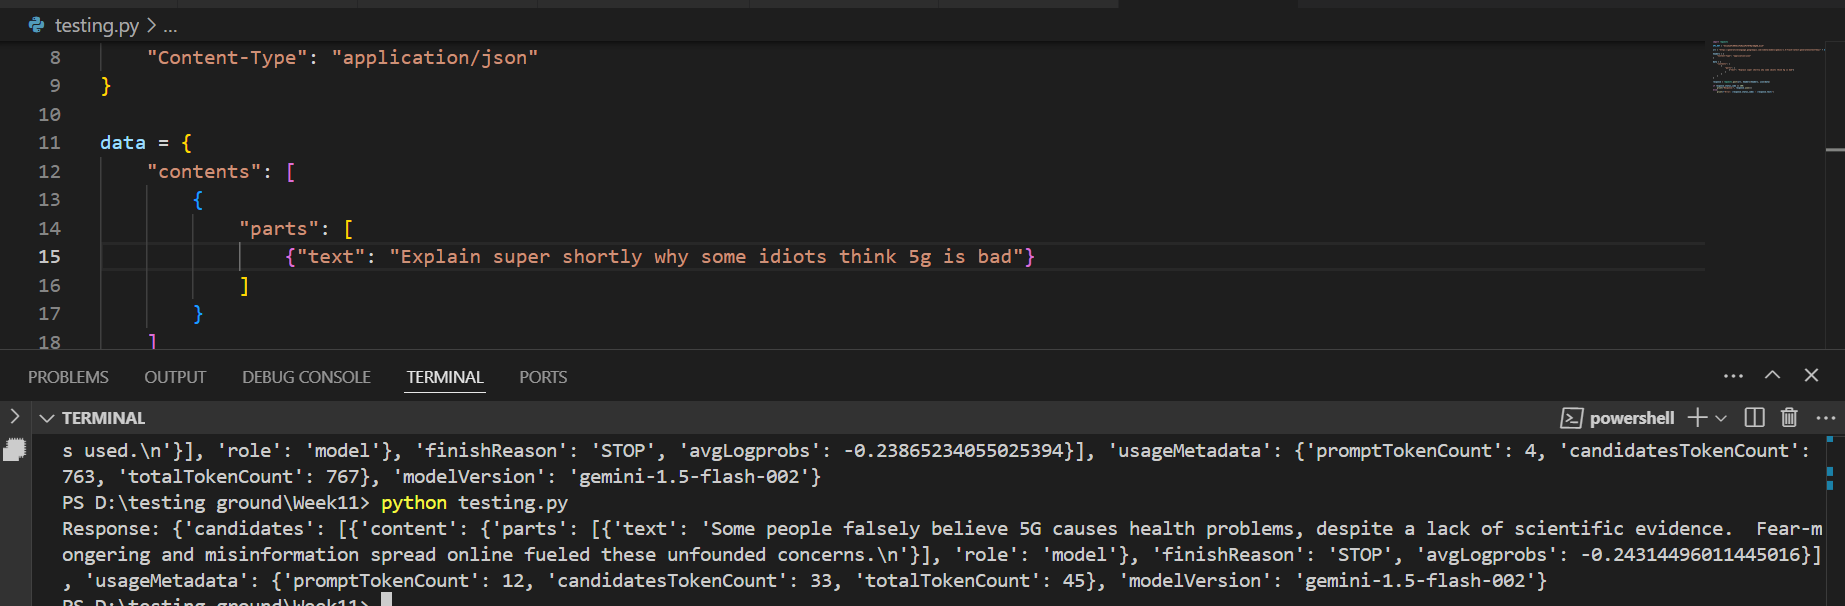 testing.py > ...
8 "Content-Type": "application/json"
9 }
10
11 data = {
12 "contents": [
13 {
14 "parts": [
15 {"text": "Explain super shortly why some idiots think 5g is bad"}
16 ]
17 }
18 ]
PROBLEMS OUTPUT DEBUG CONSOLE TERMINAL PORTS
TERMINAL powershell
s used.\n'}], 'role': 'model'}, 'finishReason': 'STOP', 'avgLogprobs': -0.23865234055025394}], 'usageMetadata': {'promptTokenCount': 4, 'candidatesTokenCount':
763, 'totalTokenCount': 767}, 'modelVersion': 'gemini-1.5-flash-002'}
PS D:\testing ground\Week11> python testing.py
Response: {'candidates': [{'content': {'parts': [{'text': 'Some people falsely believe 5G causes health problems, despite a lack of scientific evidence.  Fear-m
ongering and misinformation spread online fueled these unfounded concerns.\n'}], 'role': 'model'}, 'finishReason': 'STOP', 'avgLogprobs': -0.24314496011445016}]
, 'usageMetadata': {'promptTokenCount': 12, 'candidatesTokenCount': 33, 'totalTokenCount': 45}, 'modelVersion': 'gemini-1.5-flash-002'}
PS D:\testing ground\Week11>